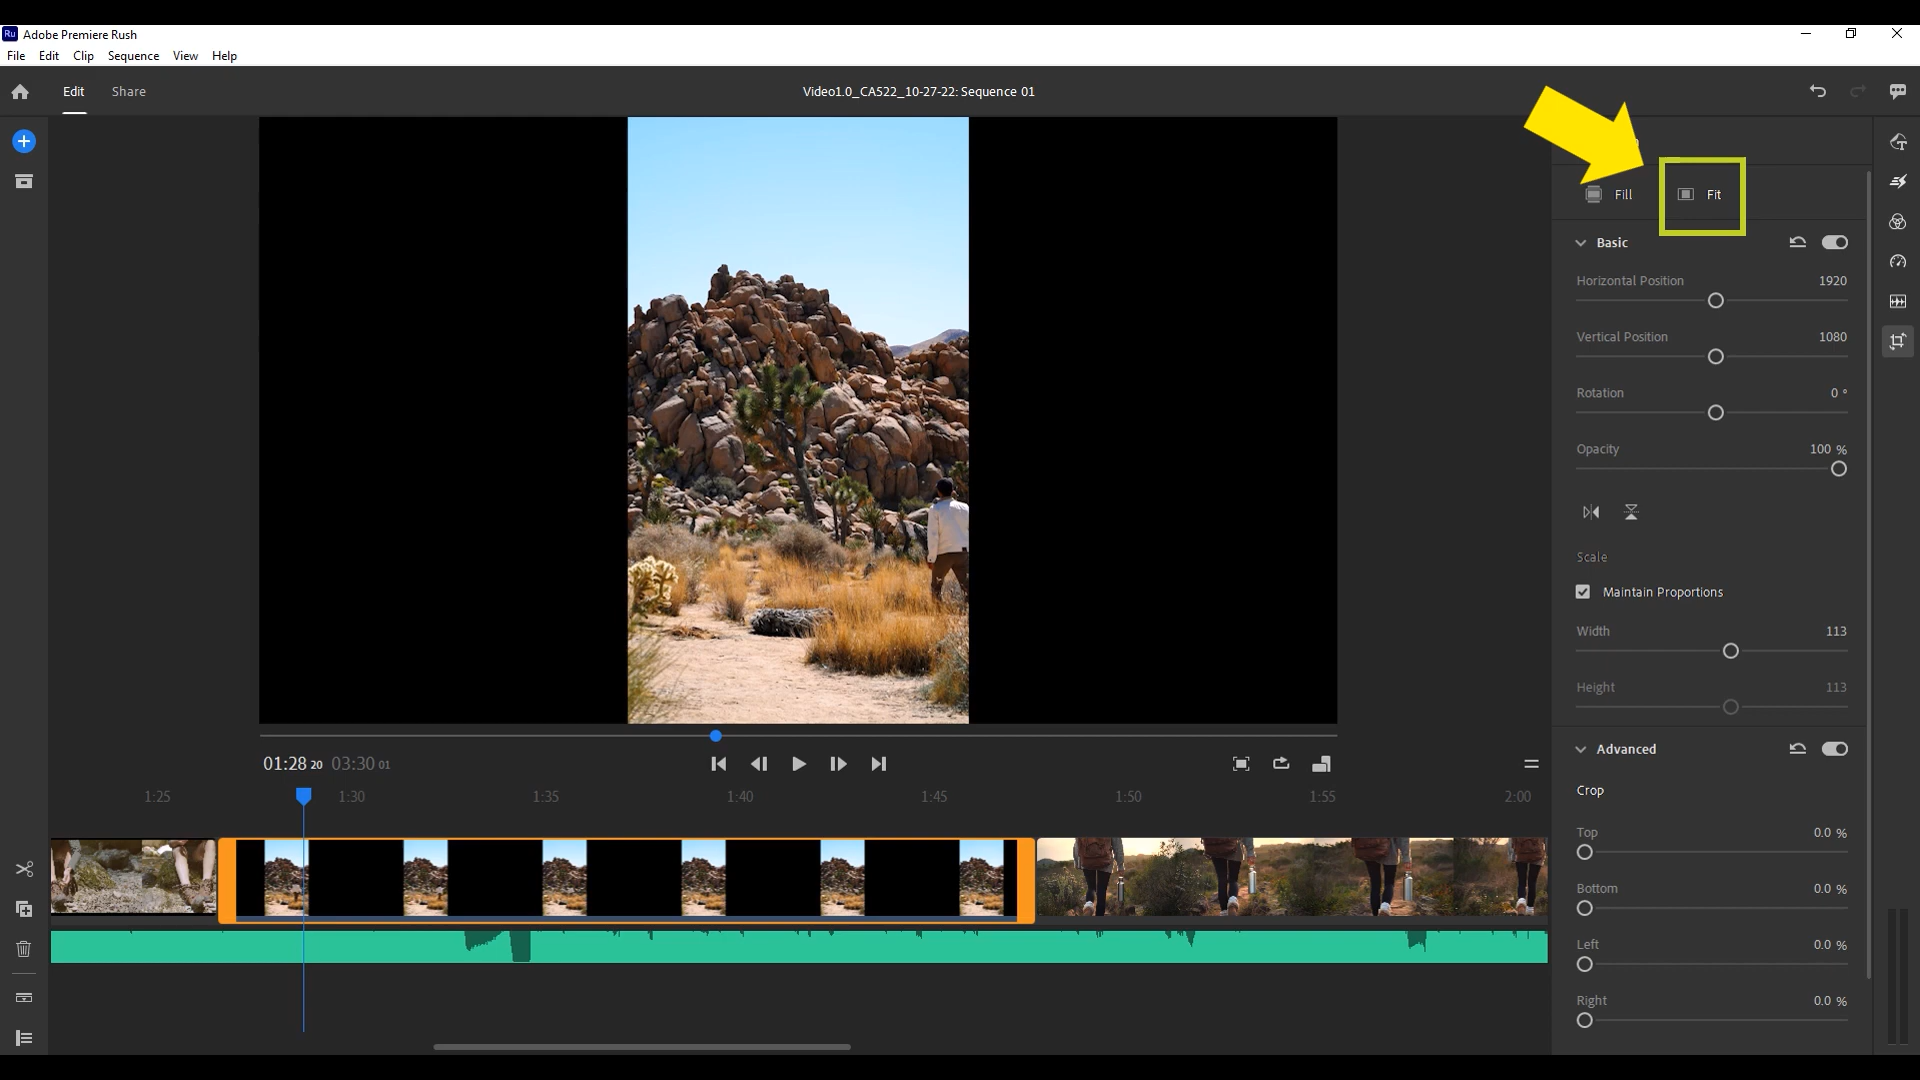 Ru Adobe Premiere Rush
File Edit Clip Sequence View Help
Edit Share Video1.0_CA522_10-27-22: Sequence 01
Fill Fit
Basic
Horizontal Position 1920
Vertical Position 1080
Rotation 0 °
Opacity 100 %
Scale
Maintain Proportions
Width 113
Height 113
01:28 20 03:30 01
1:25 1:30 1:35 1:40 1:45 1:50 1:55 2:00
Advanced
Crop
Top 0.0 %
Bottom 0.0 %
Left 0.0 %
Right 0.0 %